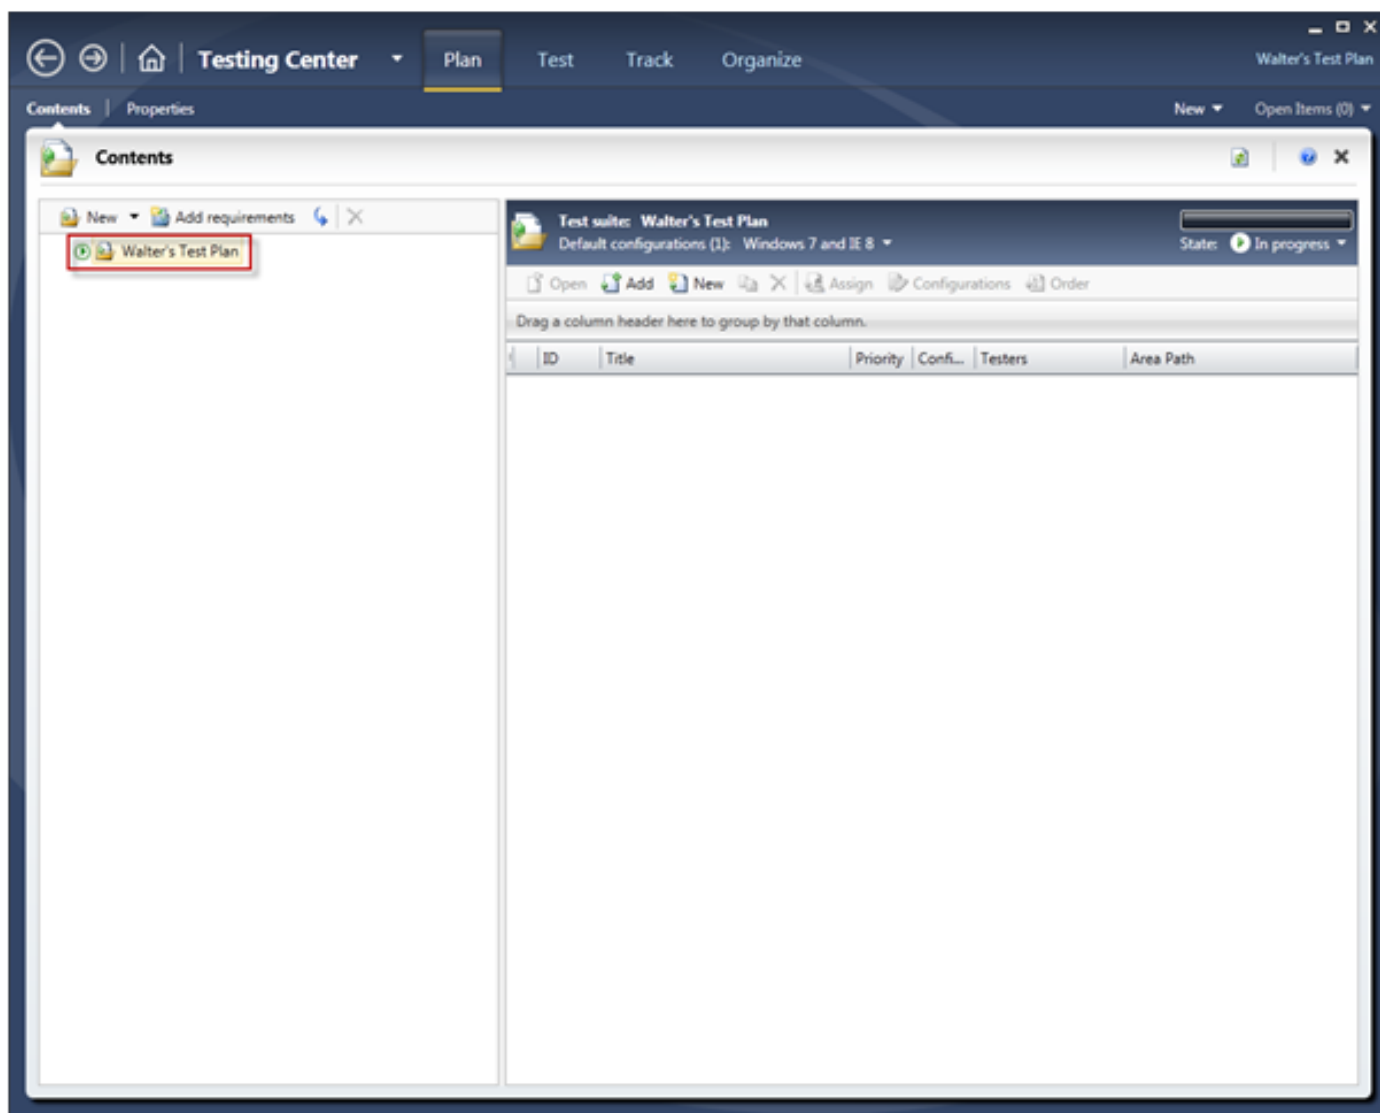 Testing Center Plan Test Track Organize
Walter's Test Plan
Contents Properties New Open Items (0)
Contents
New Add requirements
Walter's Test Plan
Test suite: Walter's Test Plan
Default configurations (1): Windows 7 and IE 8
State: In progress
Open Add New Assign Configurations Order
Drag a column header here to group by that column.
ID Title Priority Confi... Testers Area Path